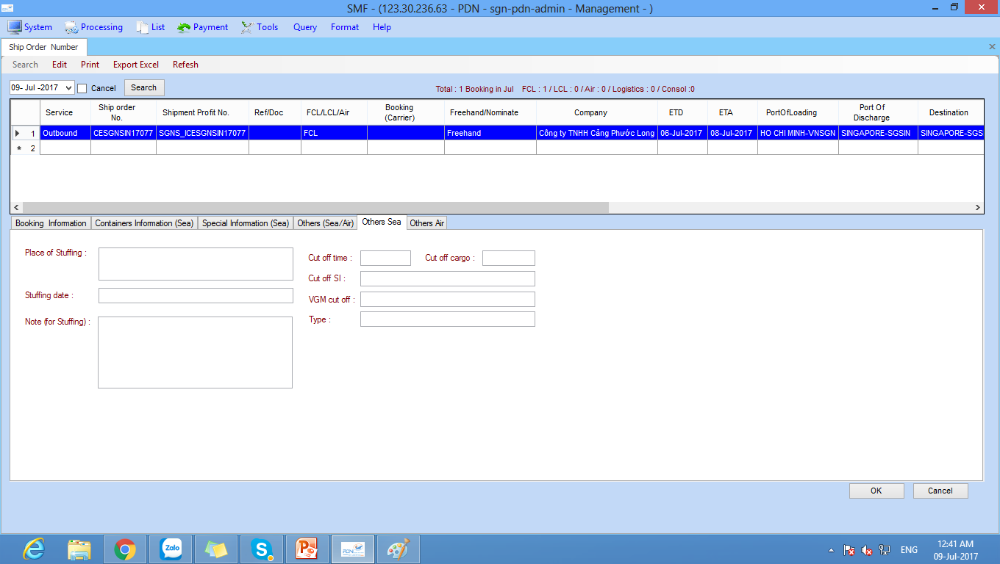 SMF - (123.30.236.63 - PDN - sgn-pdn-admin - Management - )
System Processing List Payment Tools Query Format Help
Ship Order Number
Search Edit Print Export Excel Refesh
09- Jul -2017 Cancel Search Total : 1 Booking in Jul FCL : 1 / LCL : 0 / Air : 0 / Logistics : 0 / Consol :0
Service Ship order No. Shipment Profit No. Ref/Doc FCL/LCL/Air Booking (Carrier) Freehand/Nominate Company ETD ETA PortOfLoading Port Of Discharge Destination
1 Outbound CESGNSIN17077 SGNS_ICESGNSIN17077 FCL Freehand Công ty TNHH Cảng Phước Long 06-Jul-2017 08-Jul-2017 HO CHI MINH-VNSGN SINGAPORE-SGSIN SINGAPORE-SGS
2
Booking Information Containers Information (Sea) Special Information (Sea) Others (Sea/Air) Others Sea Others Air
Place of Stuffing : Cut off time : Cut off cargo :
Cut off SI :
Stuffing date : VGM cut off :
Note (for Stuffing) : Type :
OK Cancel
Zalo PDN ENG 12:41 AM
09-Jul-2017